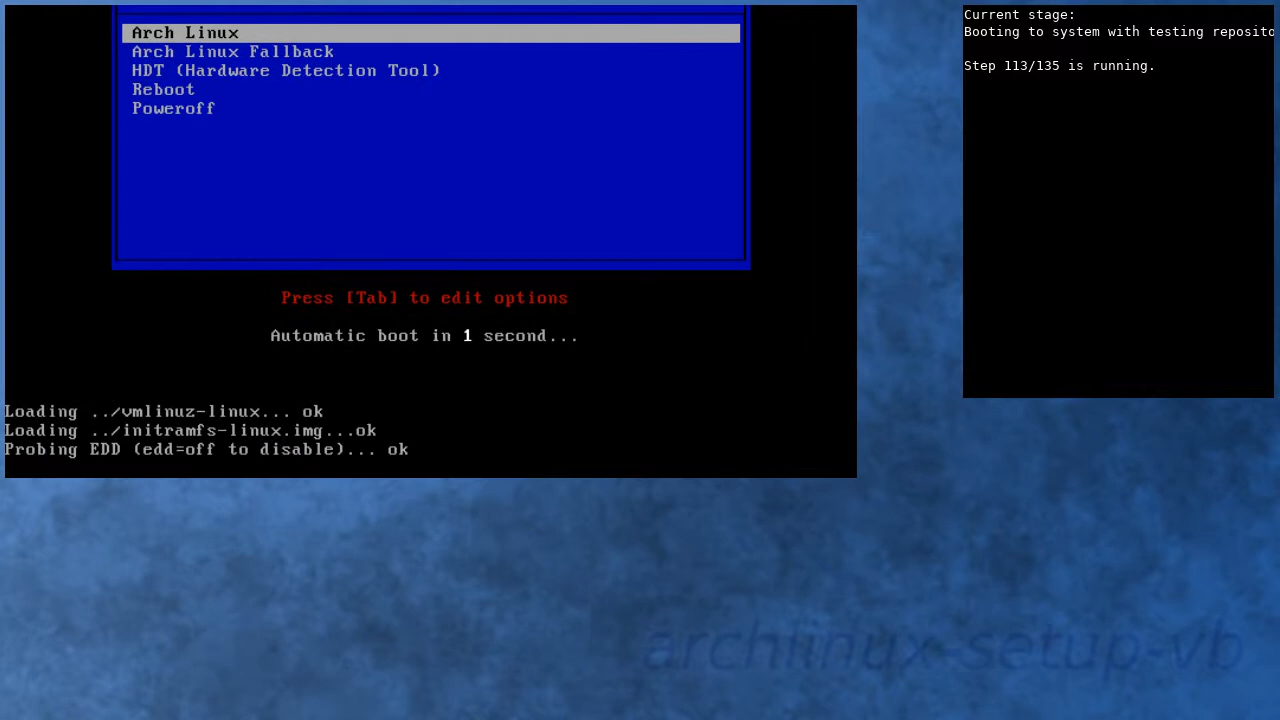 Arch Linux
Arch Linux Fallback
HDT (Hardware Detection Tool)
Reboot
Poweroff
Press [Tab] to edit options
Automatic boot in 1 second...
Loading ../vmlinuz-linux... ok
Loading ../initramfs-linux.img...ok
Probing EDD (edd=off to disable)... ok
Current stage:
Booting to system with testing reposito
Step 113/135 is running.
archlinux-setup-vb